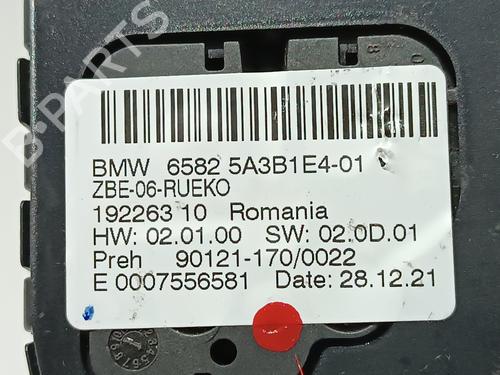 B-PARTS
BMW 6582 5A3B1E4-01
ZBE-06-RUEKO
192263 10 Romania
HW: 02.01.00 SW: 02.0D.01
Preh 90121-170/0022
E 0007556581 Date: 28.12.21